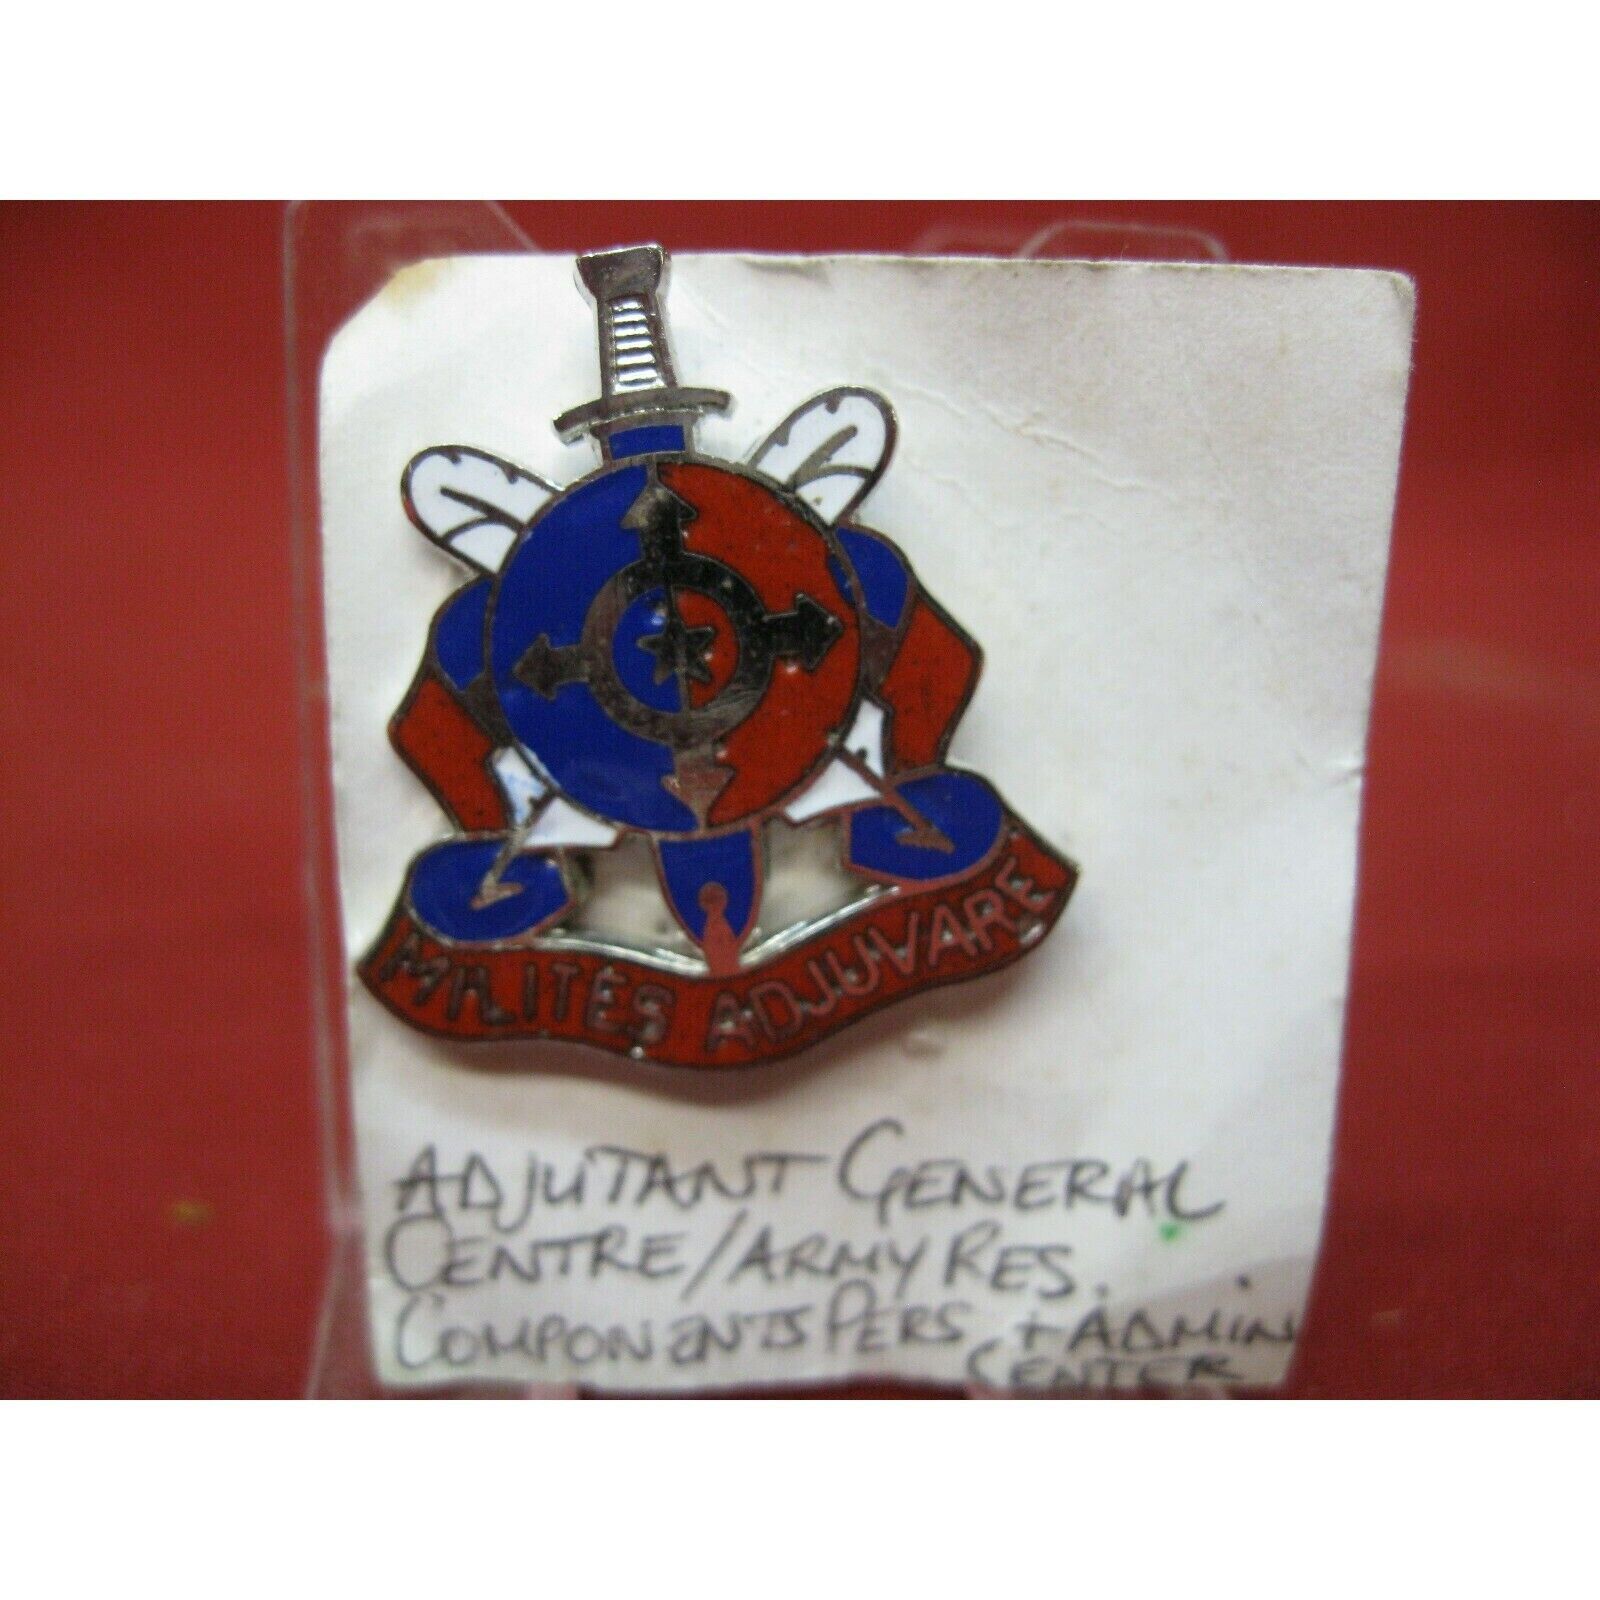 MILITES ADJUVARE
ADJUTANT GENERAL
CENTRE/ARMY RES.
COMPONENTS PERS + ADMIN
CENTER